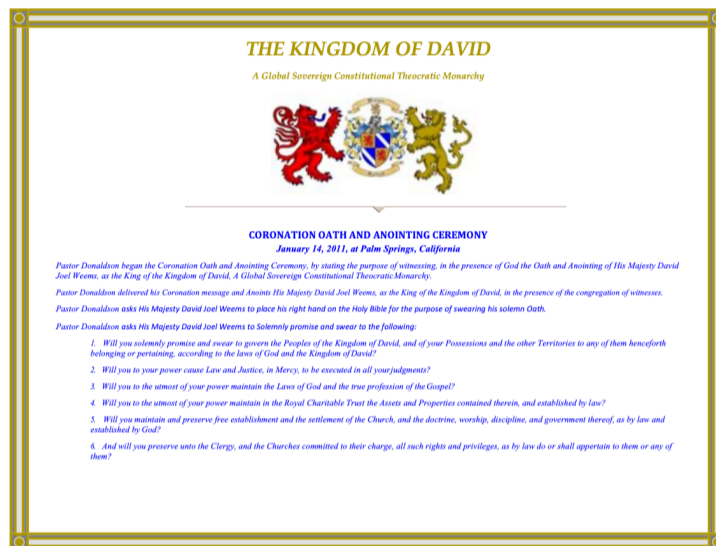 THE KINGDOM OF DAVID
A Global Sovereign Constitutional Theocratic Monarchy
CORONATION OATH AND ANOINTING CEREMONY
January 14, 2011, at Palm Springs, California
Pastor Donaldson began the Coronation Oath and Anointing Ceremony, by stating the purpose of witnessing, in the presence of God the Oath and Anointing of His Majesty David
Joel Weems, as the King of the Kingdom of David, A Global Sovereign Constitutional Theocratic Monarchy.
Pastor Donaldson delivered his Coronation message and Anoints His Majesty David Joel Weems, as the King of the Kingdom of David, in the presence of the congregation of witnesses.
Pastor Donaldson asks His Majesty David Joel Weems to place his right hand on the Holy Bible for the purpose of swearing his solemn Oath.
Pastor Donaldson asks His Majesty David Joel Weems to Solemnly promise and swear to the following:
1. Will you solemnly promise and swear to govern the Peoples of the Kingdom of David, and of your Possessions and the other Territories to any of them henceforth
belonging or pertaining, according to the laws of God and the Kingdom of David?
2. Will you to your power cause Law and Justice, in Mercy, to be executed in all yourjudgments?
3. Will you to the utmost of your power maintain the Laws of God and the true profession of the Gospel?
4. Will you to the utmost of your power maintain in the Royal Charitable Trust the Assets and Properties contained therein, and established by law?
5. Will you maintain and preserve free establishment and the settlement of the Church, and the doctrine, worship, discipline, and government thereof, as by law and
established by God?
6. And will you preserve unto the Clergy, and the Churches committed to their charge, all such rights and privileges, as by law do or shall appertain to them or any of
them?